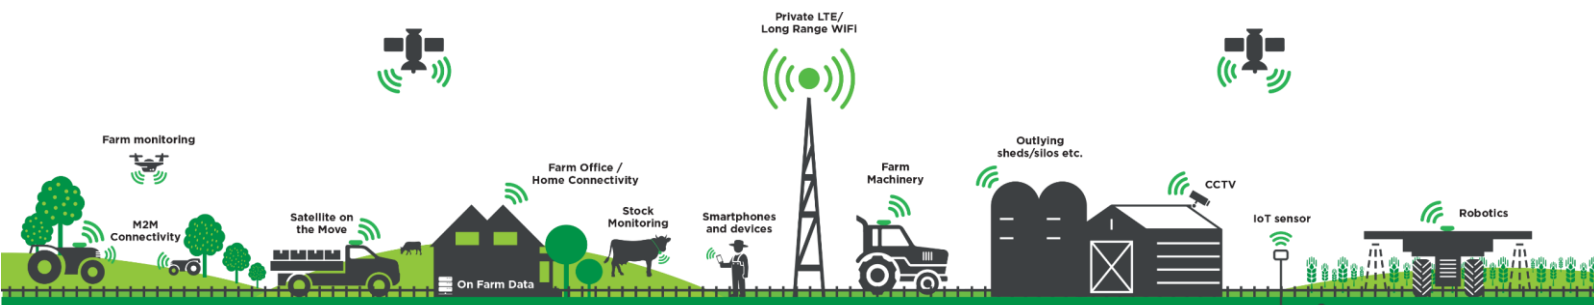 Private LTE/
Long Range WiFi
Farm monitoring
M2M
Connectivity
Satellite on
the Move
Farm Office /
Home Connectivity
On Farm Data
Stock
Monitoring
Smartphones
and devices
Farm
Machinery
Outlying
sheds/silos etc.
CCTV
IoT sensor
Robotics